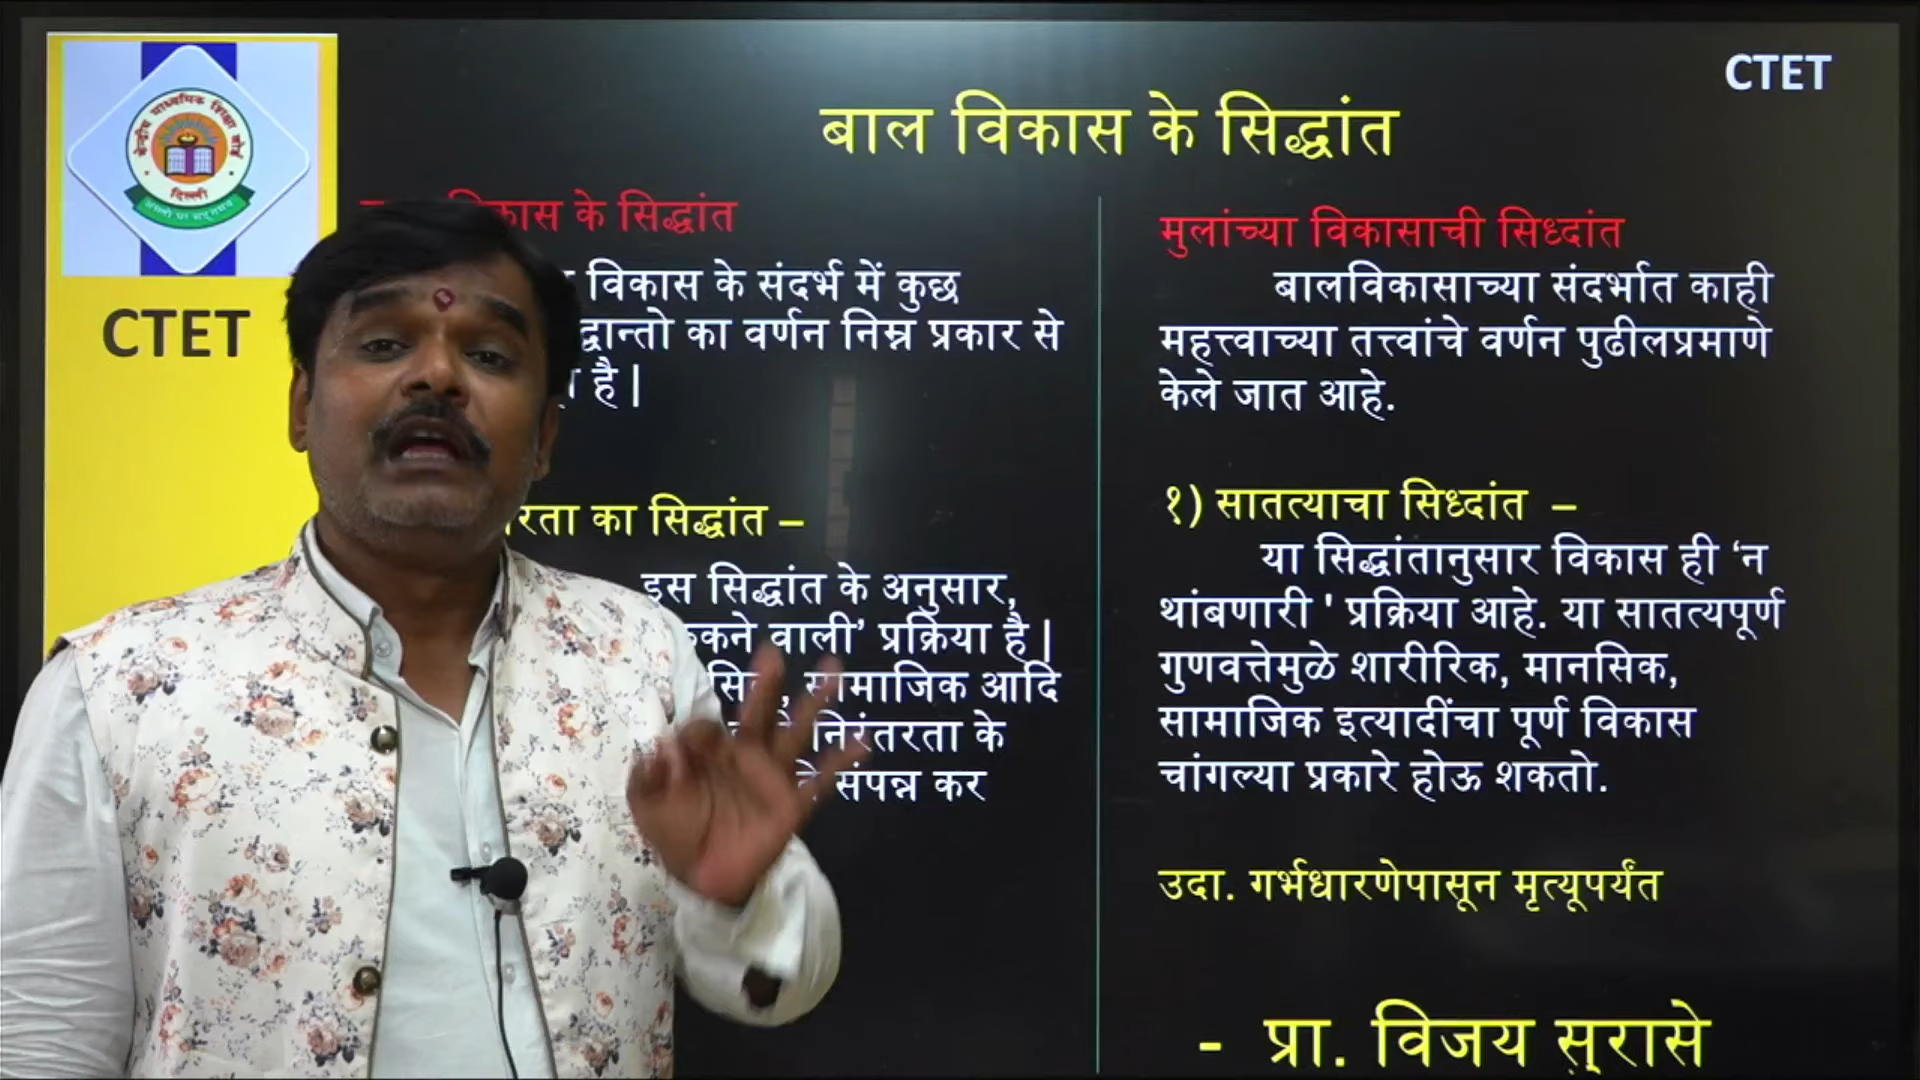 CTET
बाल विकास के सिद्धांत
केन्द्रीय माध्यमिक शिक्षा बोर्ड
दिल्ली
CTET
के सिद्धांत
विकास के संदर्भ में कुछ
का वर्णन निम्न प्रकार से
है |
का सिद्धांत –
इस सिद्धांत के अनुसार,
वाली’ प्रक्रिया है |
सामाजिक आदि
निरंतरता के
संपन्न कर
मुलांच्या विकासाची सिध्दांत
बालविकासाच्या संदर्भात काही
महत्त्वाच्या तत्त्वांचे वर्णन पुढीलप्रमाणे
केले जात आहे.
१) सातत्याचा सिध्दांत –
या सिद्धांतानुसार विकास ही ‘न
थांबणारी ' प्रक्रिया आहे. या सातत्यपूर्ण
गुणवत्तेमुळे शारीरिक, मानसिक,
सामाजिक इत्यादींचा पूर्ण विकास
चांगल्या प्रकारे होऊ शकतो.
उदा. गर्भधारणेपासून मृत्यूपर्यंत
- प्रा. विजय सुरासे